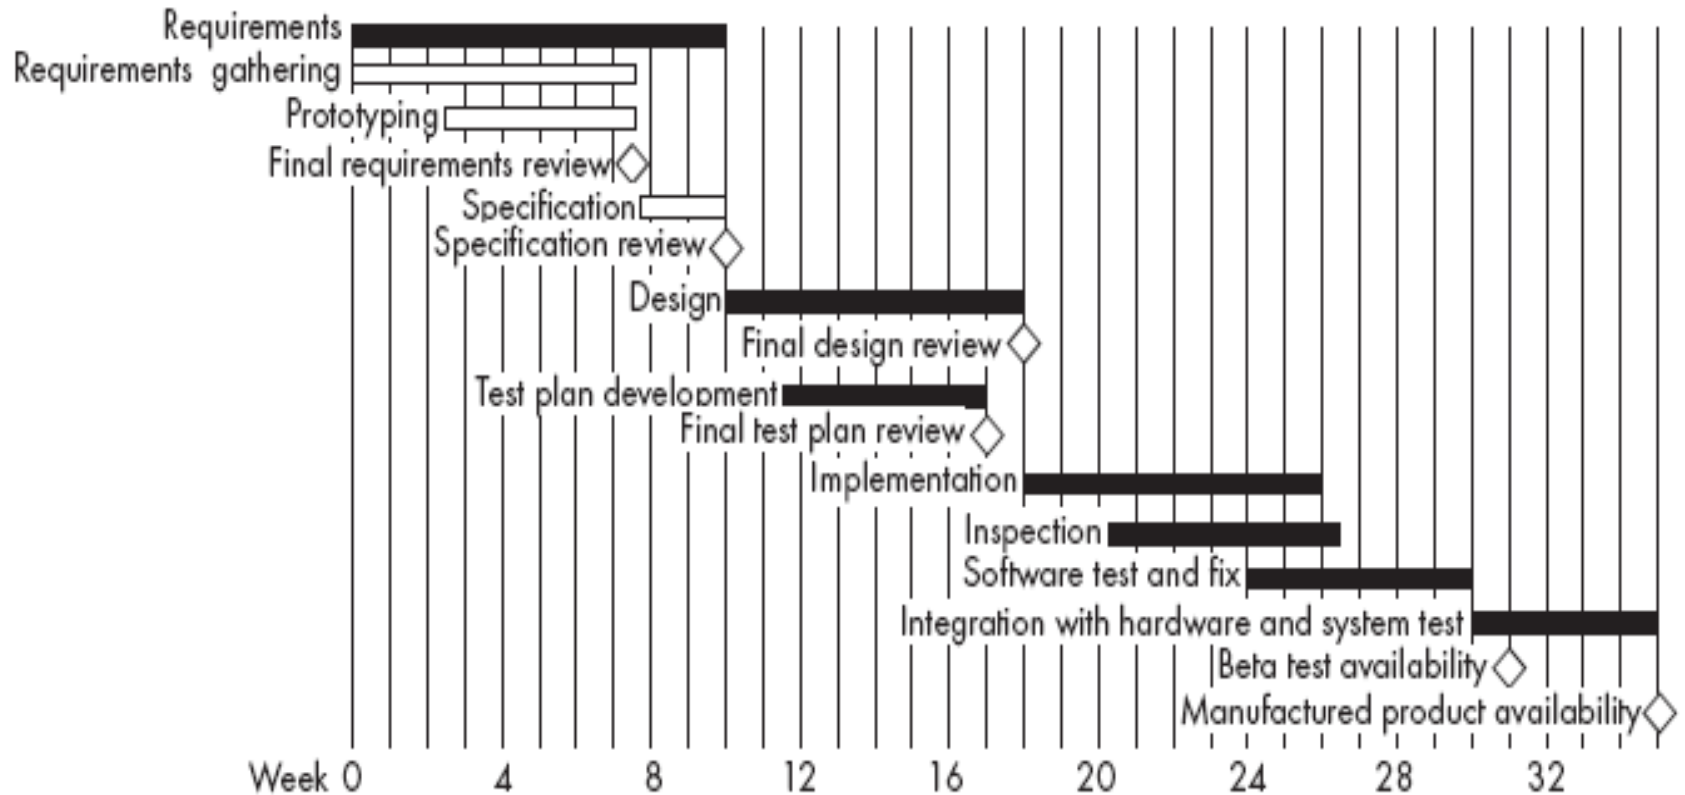 Requirements
Requirements gathering
Prototyping
Final requirements review
Specification
Specification review
Design
Final design review
Test plan development
Final test plan review
Implementation
Inspection
Software test and fix
Integration with hardware and system test
Beta test availability
Manufactured product availability
Week 0 4 8 12 16 20 24 28 32